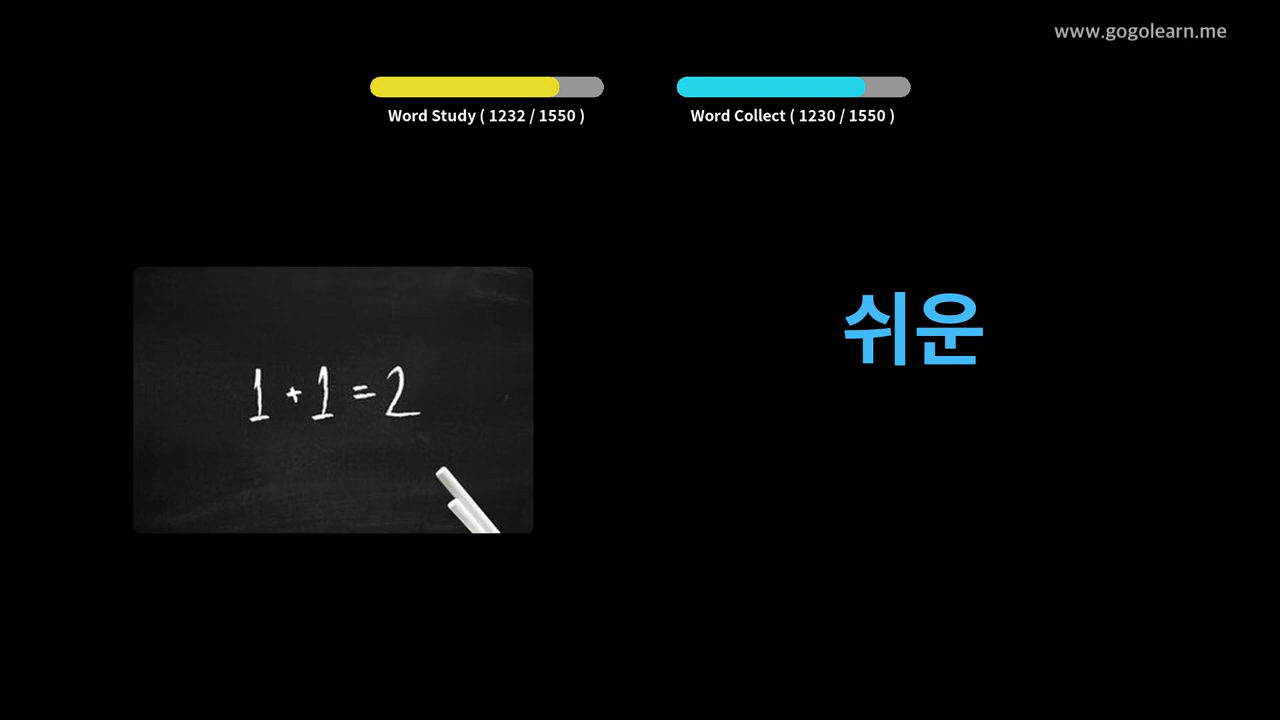 www.gogolearn.me
Word Study ( 1232 / 1550 )
Word Collect ( 1230 / 1550 )
1 + 1 = 2
쉬운